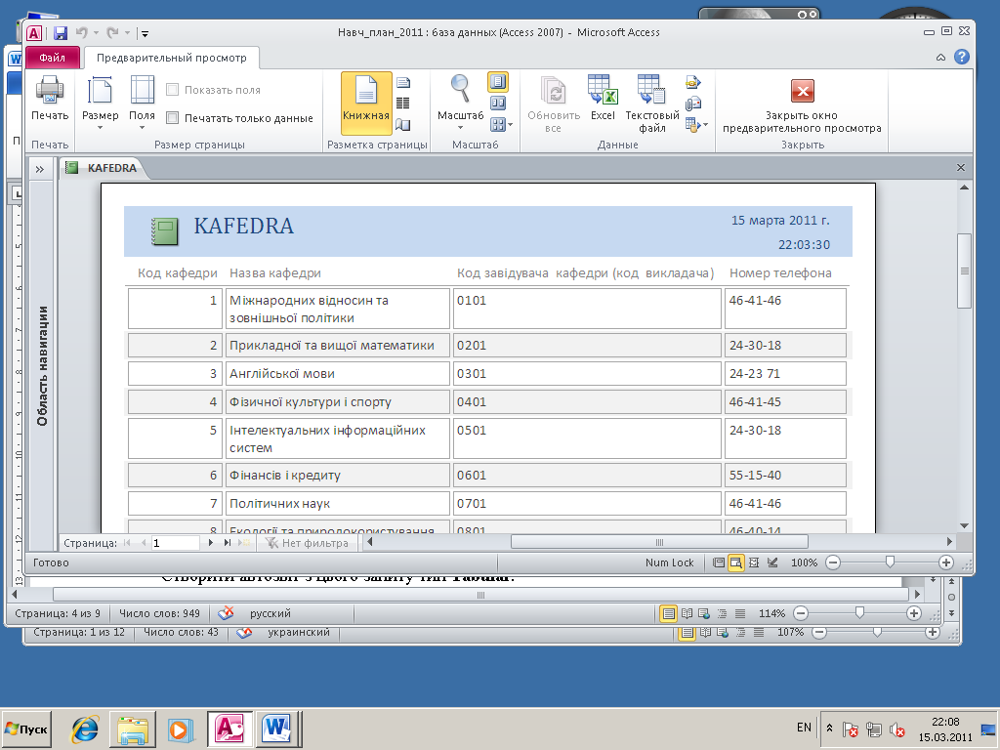 Навч_план_2011 : база данных (Access 2007) - Microsoft Access
Файл
Предварительный просмотр
Печать
Размер
Поля
Показать поля
Печатать только данные
Книжная
Масштаб
Обновить все
Excel
Текстовый файл
Закрыть окно предварительного просмотра
Печать
Размер страницы
Разметка страницы
Масштаб
Данные
Закрыть
KAFEDRA
Область навигации
KAFEDRA
15 марта 2011 г.
22:03:30
Код кафедри Назва кафедри Код завідувача кафедри (код викладача) Номер телефона
1 Міжнародних відносин та зовнішньої політики 0101 46-41-46
2 Прикладної та вищої математики 0201 24-30-18
3 Англійської мови 0301 24-23 71
4 Фізичної культури і спорту 0401 46-41-45
5 Інтелектуальних інформаційних систем 0501 24-30-18
6 Фінансів і кредиту 0601 55-15-40
7 Політичних наук 0701 46-41-46
8 Екології та природокористування 0801 46-40-14
Страница: 1 Нет фильтра
Готово
Num Lock
100%
Створити автозвіт з цього запиту тип Tabular.
Страница: 4 из 9 Число слов: 949 русский 114%
Страница: 1 из 12 Число слов: 43 украинский 107%
Пуск
EN
22:08
15.03.2011